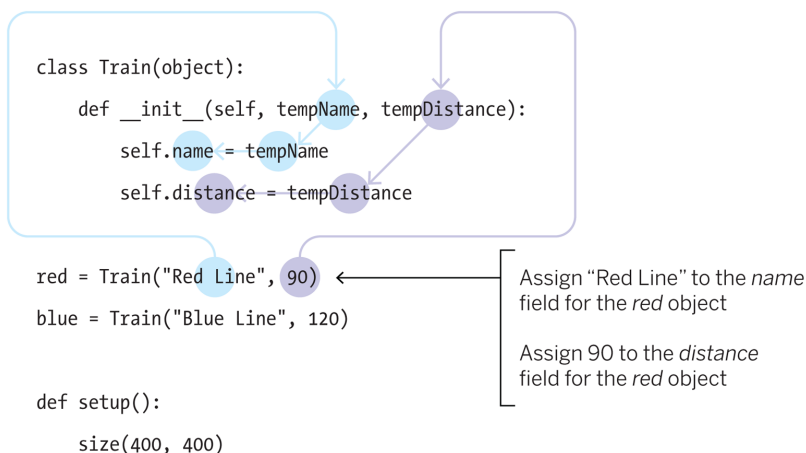 class Train(object):
def __init__(self, tempName, tempDistance):
self.name = tempName
self.distance = tempDistance
red = Train("Red Line", 90)
blue = Train("Blue Line", 120)
def setup():
size(400, 400)
Assign “Red Line” to the name
field for the red object
Assign 90 to the distance
field for the red object